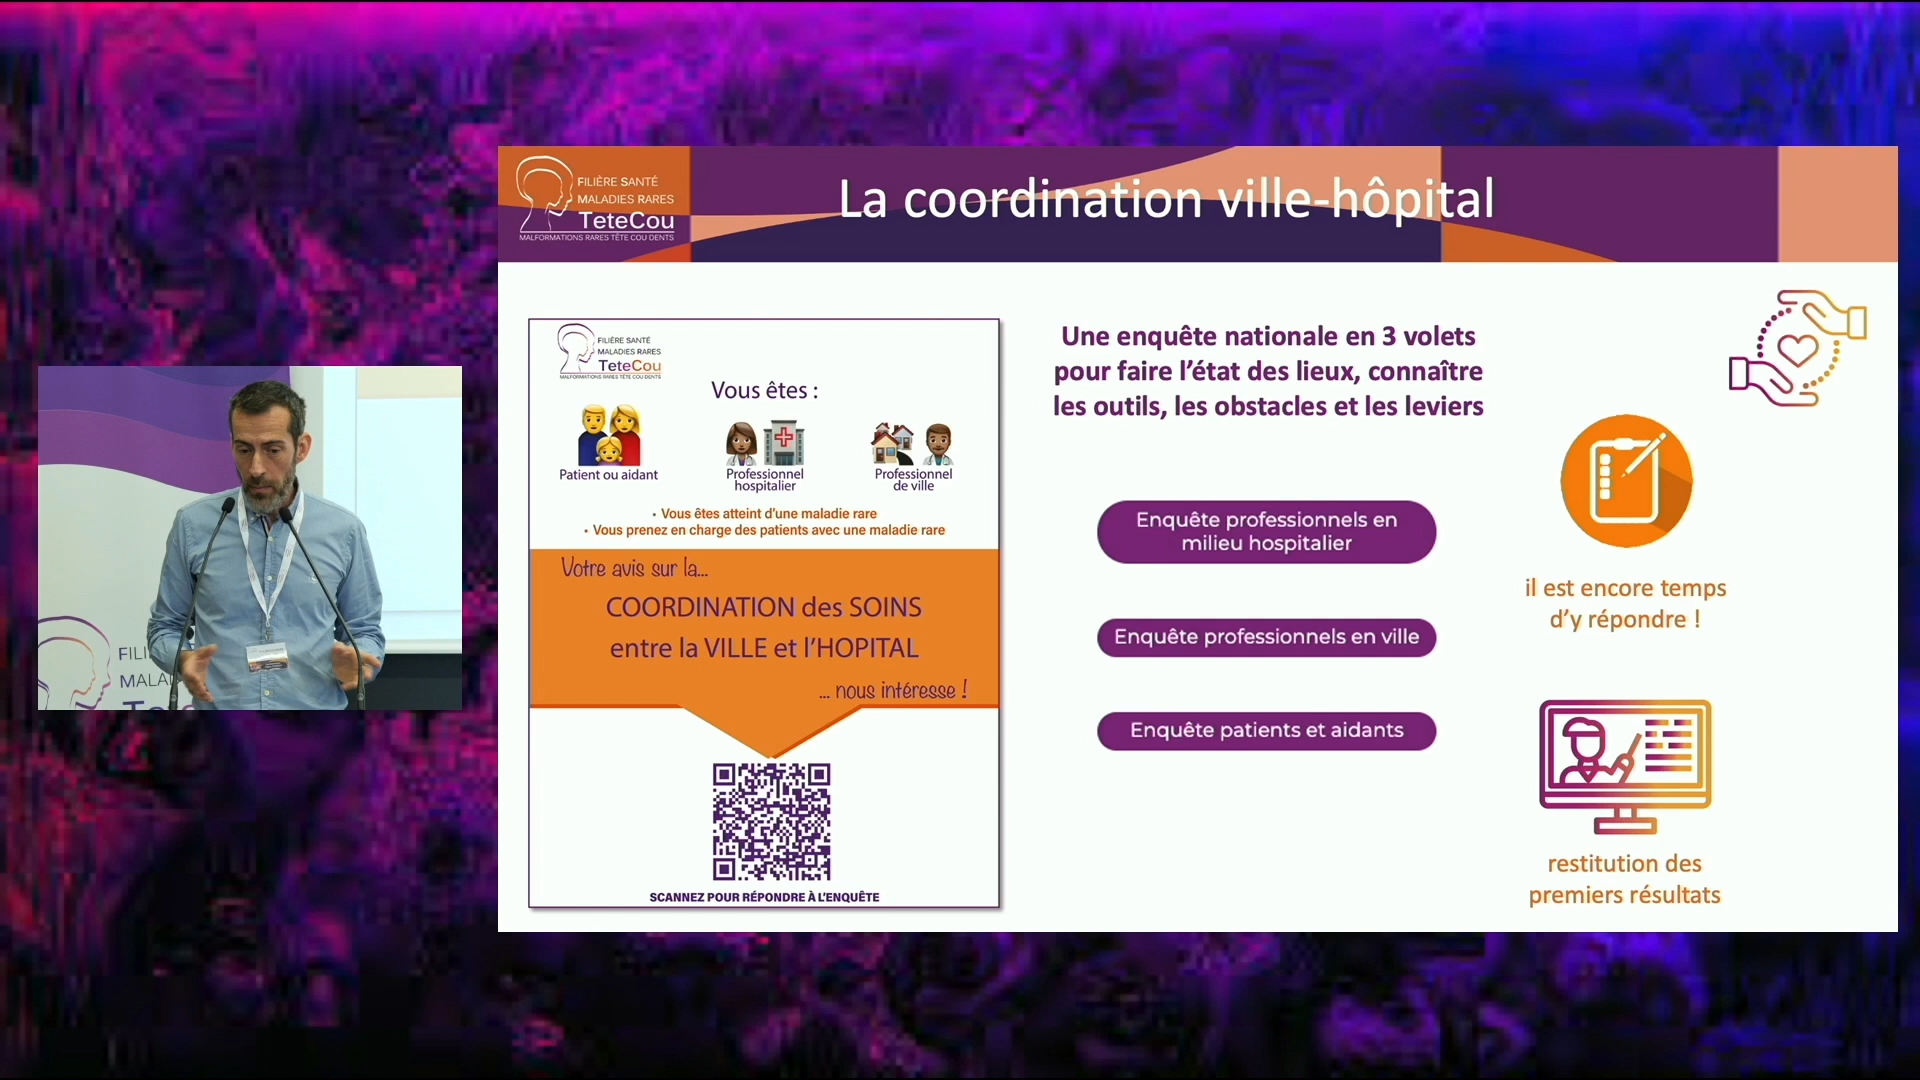 FILIÈRE SANTÉ
MALADIES RARES
TeteCou
MALFORMATIONS RARES TÊTE COU DENTS
La coordination ville-hôpital
FILIÈRE SANTÉ
MALADIES RARES
TeteCou
MALFORMATIONS RARES TÊTE COU DENTS
Vous êtes :
Patient ou aidant
Professionnel
hospitalier
Professionnel
de ville
• Vous êtes atteint d'une maladie rare
• Vous prenez en charge des patients avec une maladie rare
Votre avis sur la...
COORDINATION des SOINS
entre la VILLE et l'HOPITAL
... nous intéresse !
SCANNEZ POUR RÉPONDRE À L'ENQUÊTE
Une enquête nationale en 3 volets
pour faire l'état des lieux, connaître
les outils, les obstacles et les leviers
Enquête professionnels en
milieu hospitalier
Enquête professionnels en ville
Enquête patients et aidants
il est encore temps
d'y répondre !
restitution des
premiers résultats